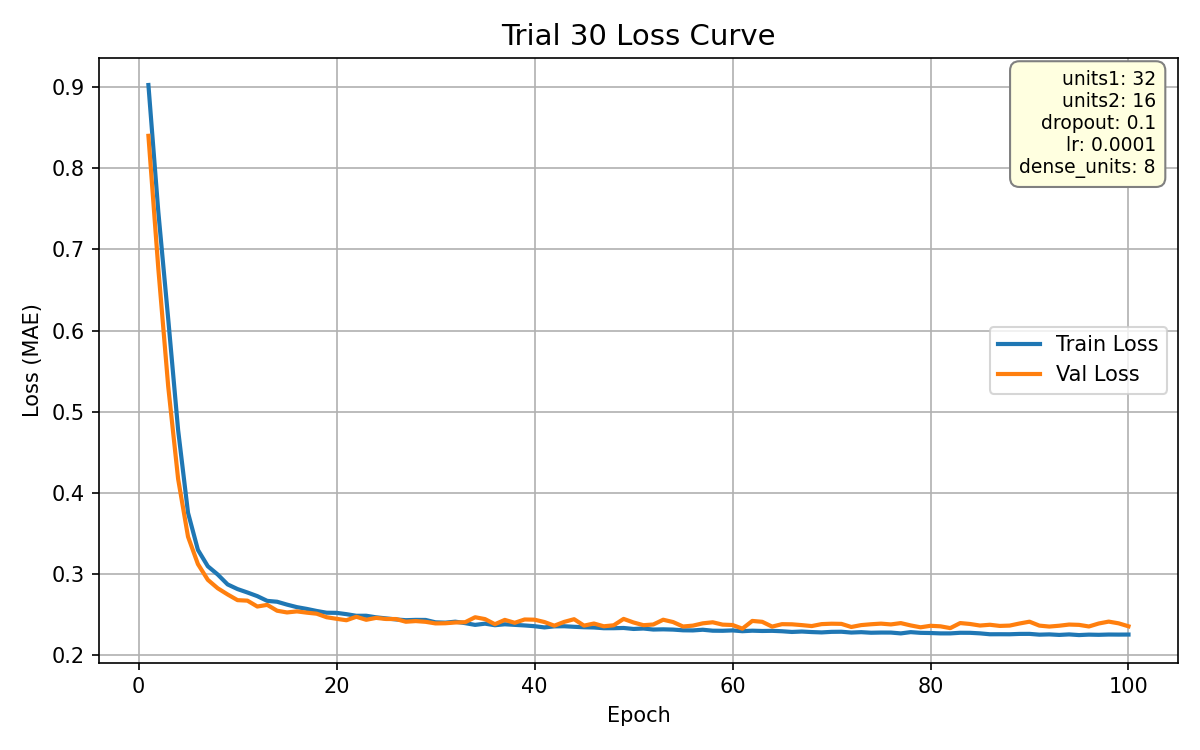 Trial 30 Loss Curve
units1: 32
units2: 16
dropout: 0.1
lr: 0.0001
dense_units: 8
Train Loss
Val Loss
Loss (MAE)
0.9
0.8
0.7
0.6
0.5
0.4
0.3
0.2
0
20
40
60
80
100
Epoch